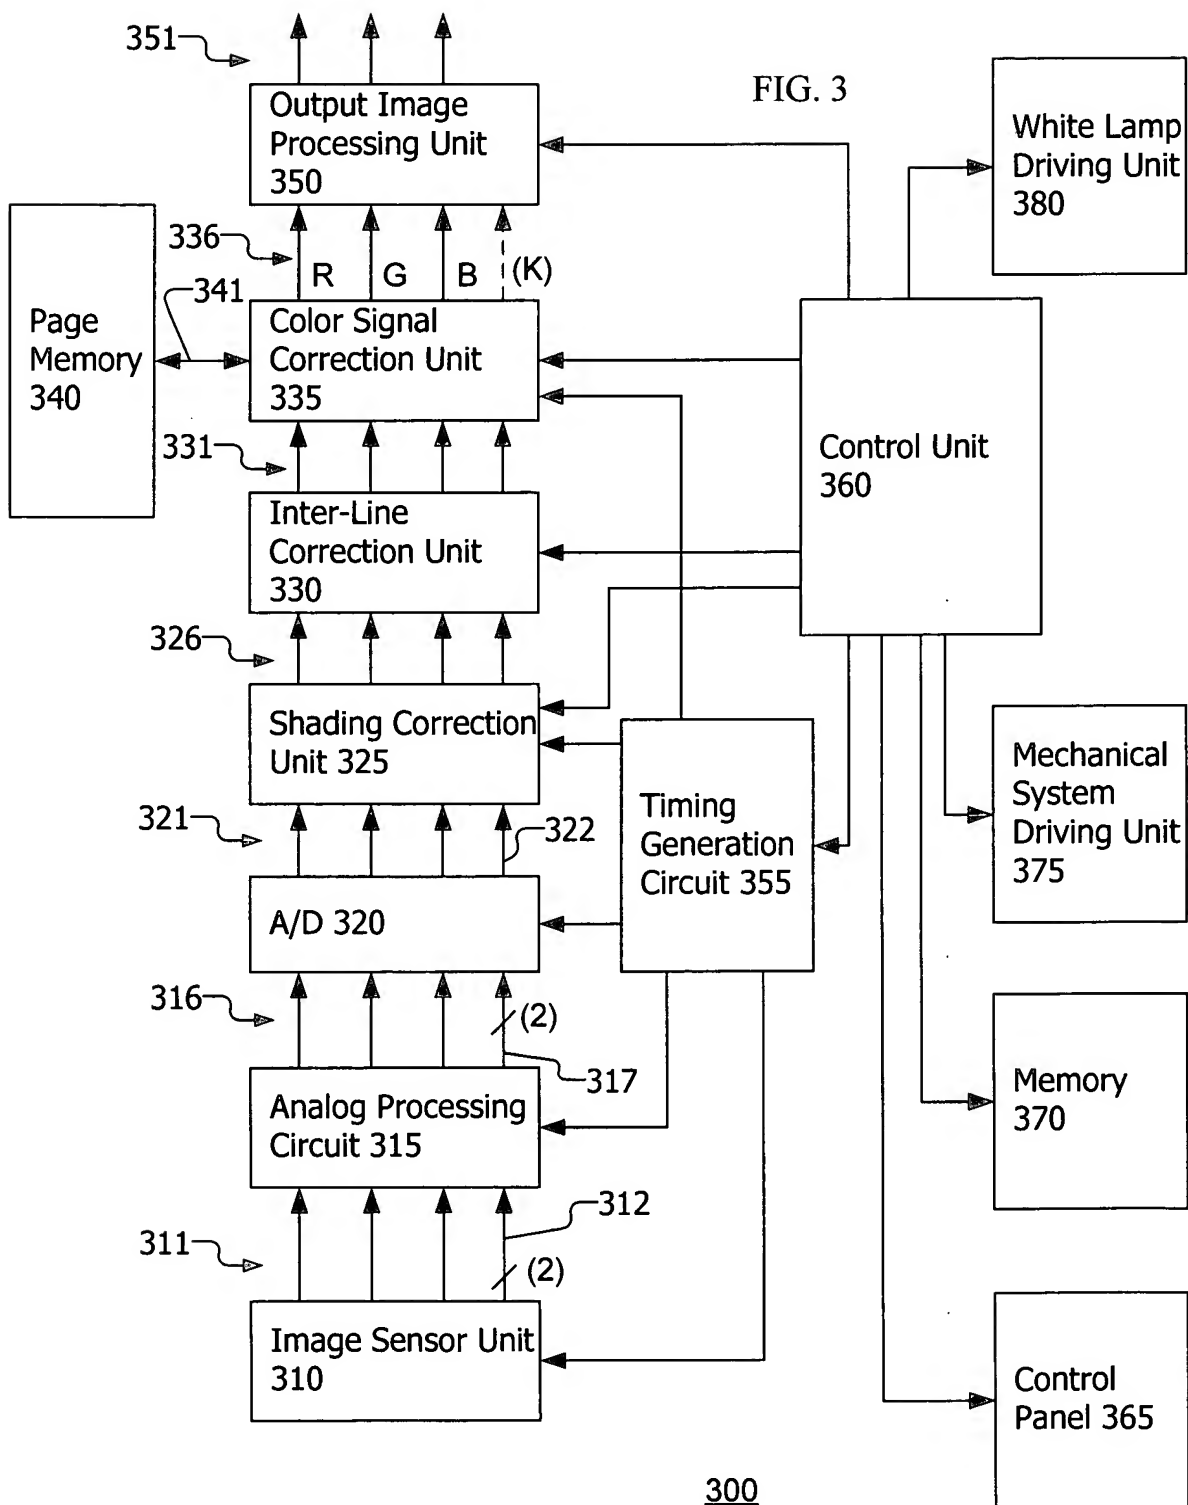 351
FIG. 3
Output Image
Processing Unit
350
White Lamp
Driving Unit
380
336
R
G
B
(K)
341
Page
Memory
340
Color Signal
Correction Unit
335
331
Control Unit
360
Inter-Line
Correction Unit
330
326
Shading Correction
Unit 325
321
322
Timing
Generation
Circuit 355
Mechanical
System
Driving Unit
375
A/D 320
316
(2)
317
Analog Processing
Circuit 315
Memory
370
312
311
(2)
Image Sensor Unit
310
Control
Panel 365
300